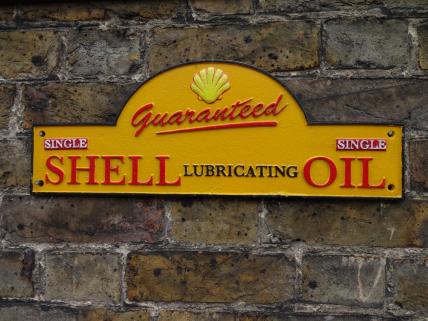 Guaranteed
SINGLE SINGLE
SHELL LUBRICATING OIL